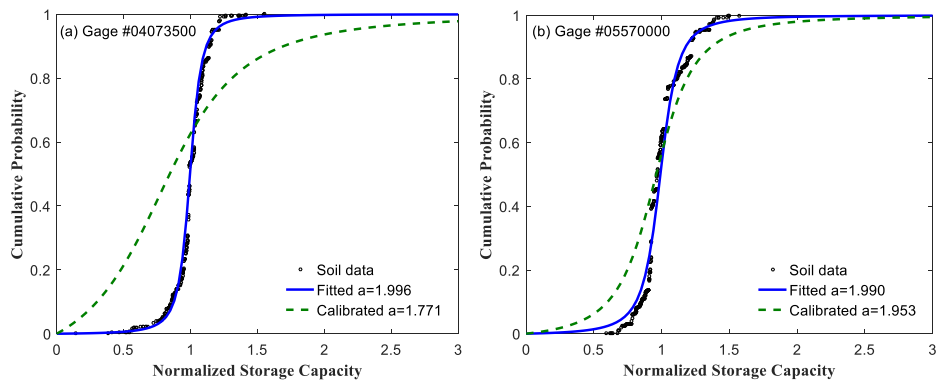 (a) Gage #04073500
Cumulative Probability
1
0.8
0.6
0.4
0.2
0
Soil data
Fitted a=1.996
Calibrated a=1.771
0 0.5 1 1.5 2 2.5 3
Normalized Storage Capacity
(b) Gage #05570000
Cumulative Probability
1
0.8
0.6
0.4
0.2
0
Soil data
Fitted a=1.990
Calibrated a=1.953
0 0.5 1 1.5 2 2.5 3
Normalized Storage Capacity